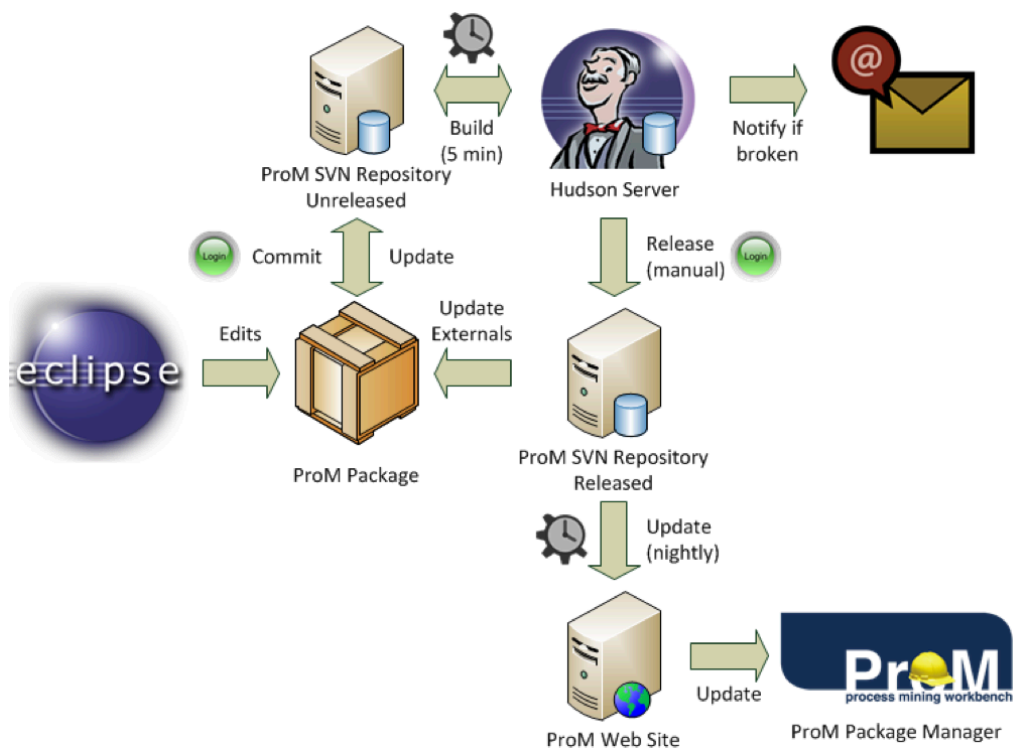 @
Build
(5 min)
Notify if
broken
ProM SVN Repository
Unreleased
Hudson Server
Login
Commit
Update
Release
(manual)
Login
eclipse
Edits
Update
Externals
ProM Package
ProM SVN Repository
Released
Update
(nightly)
Update
ProM
process mining workbench
ProM Web Site
ProM Package Manager